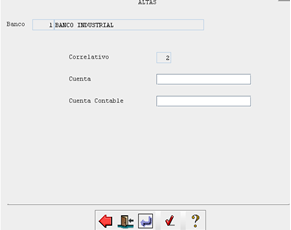 ALTAS
Banco 1 BANCO INDUSTRIAL
Correlativo 2
Cuenta
Cuenta Contable
?